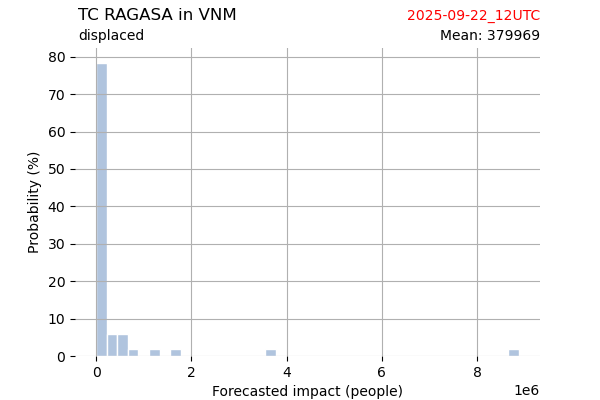 TC RAGASA in VNM
2025-09-22_12UTC
displaced
Mean: 379969
80
70
60
50
40
30
20
10
0
Probability (%)
0 2 4 6 8
1e6
Forecasted impact (people)